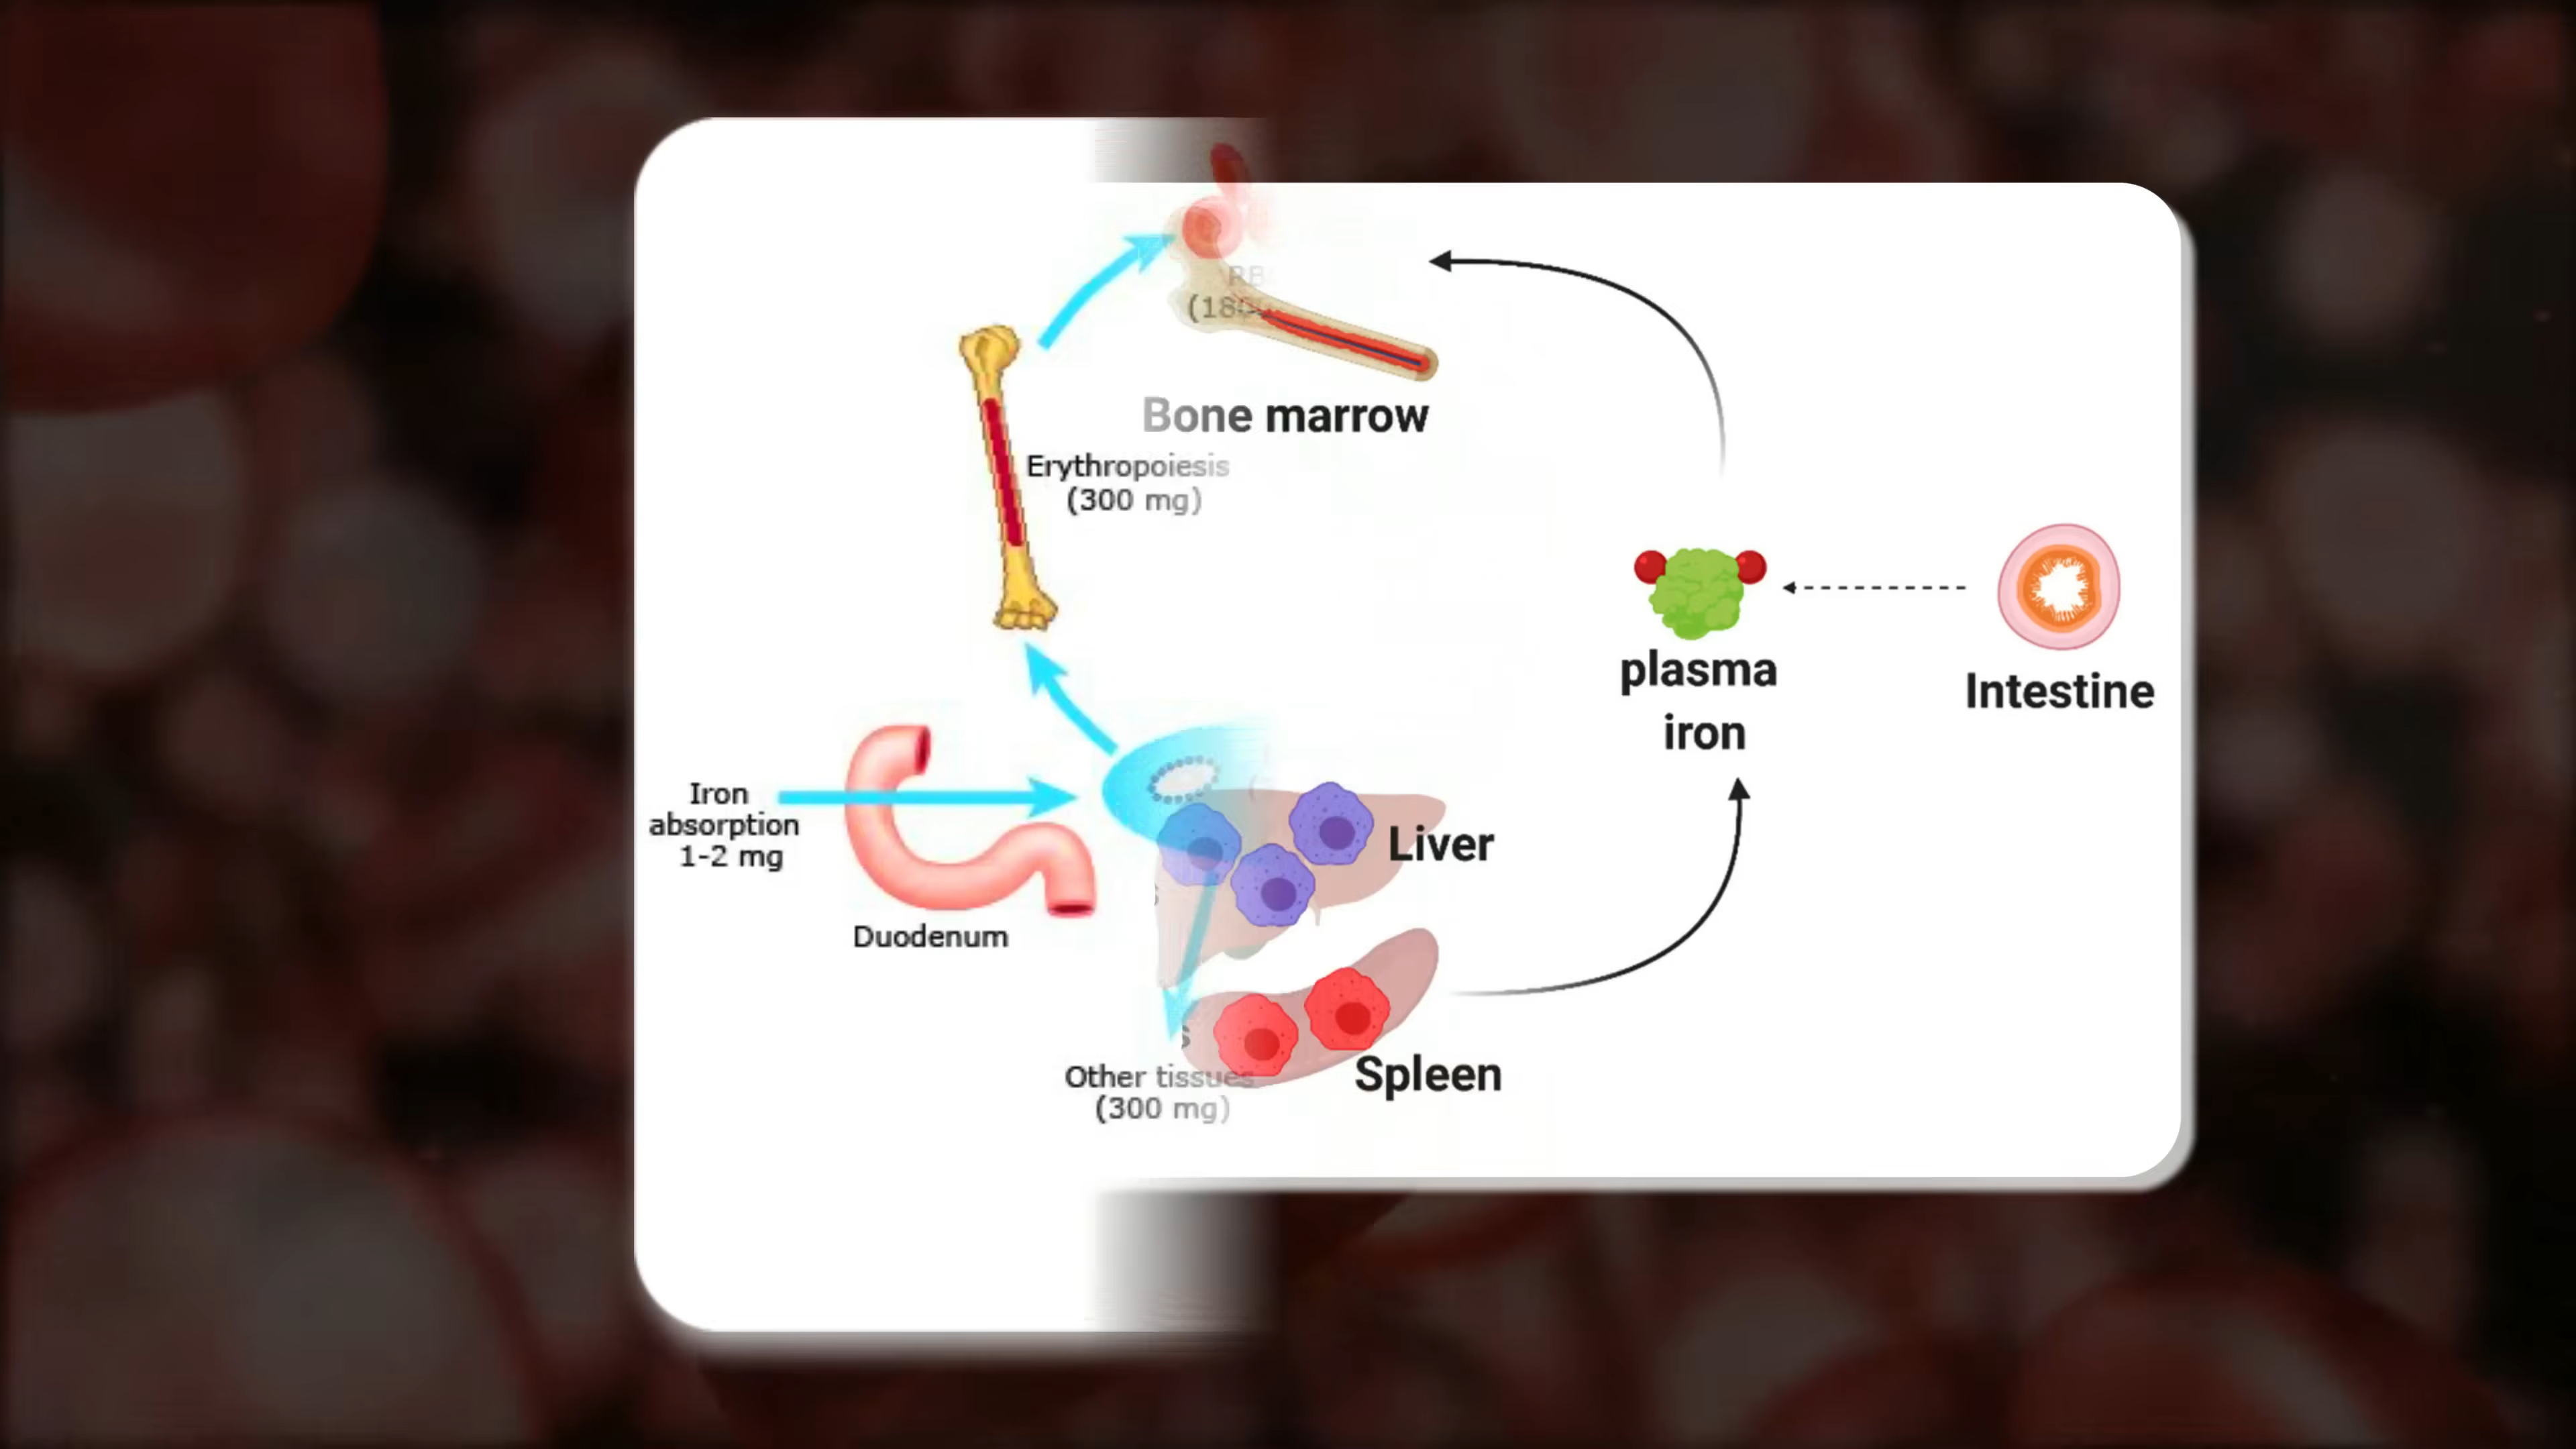 Bone marrow
Erythropoiesis
(300 mg)
plasma
iron
Intestine
Iron
absorption
1-2 mg
Liver
Duodenum
Spleen
Other tissues
(300 mg)